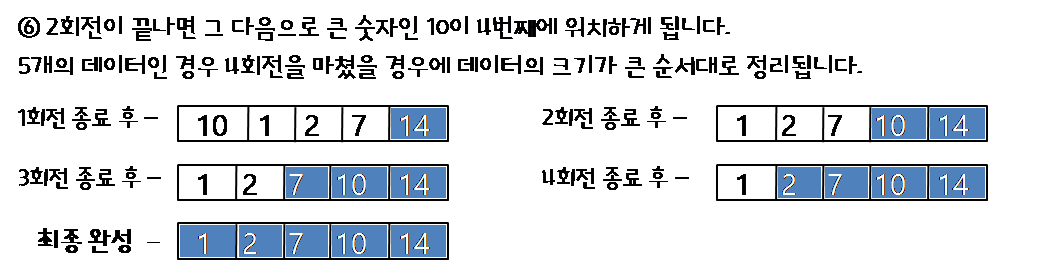 ⑥ 2회전이 끝나면 그 다음으로 큰 숫자인 10이 4번째에 위치하게 됩니다.
5개의 데이터인 경우 4회전을 마쳤을 경우에 데이터의 크기가 큰 순서대로 정리됩니다.
1회전 종료 후 – 10 1 2 7 14
2회전 종료 후 – 1 2 7 10 14
3회전 종료 후 – 1 2 7 10 14
4회전 종료 후 – 1 2 7 10 14
최종 완성 – 1 2 7 10 14